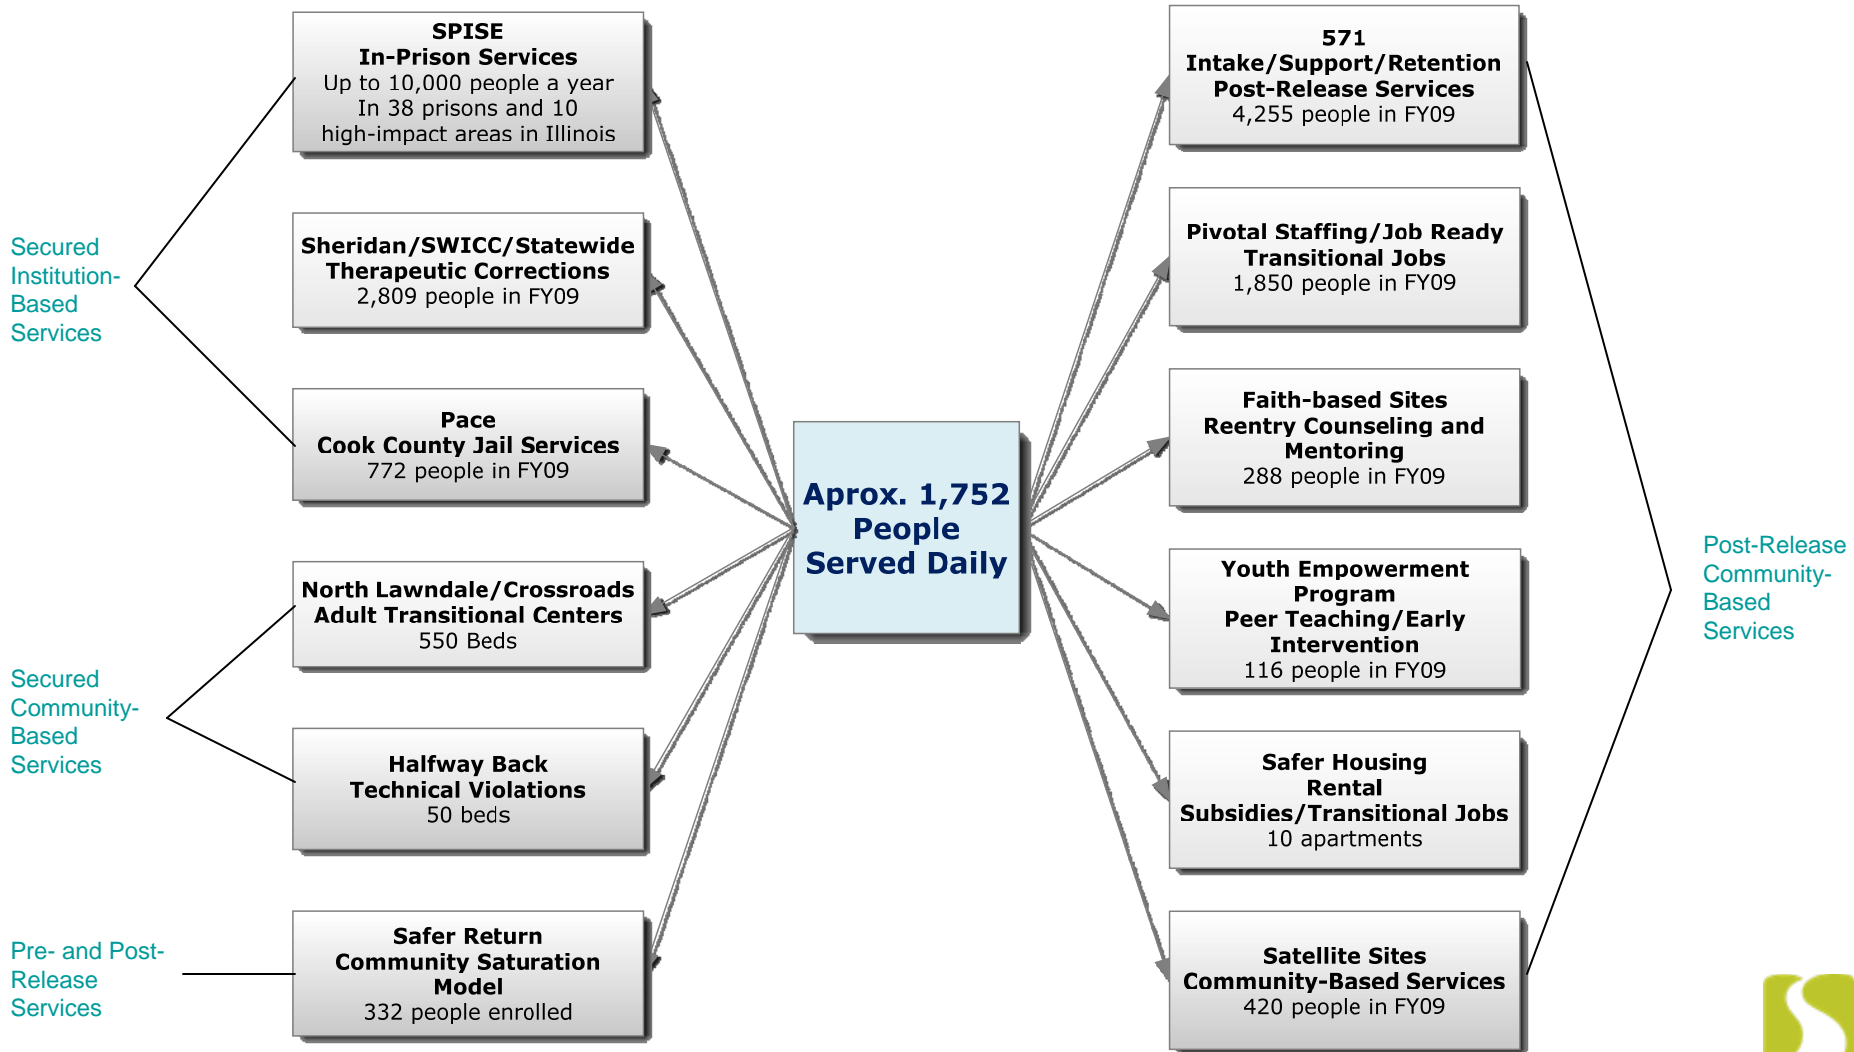 SPISE
In-Prison Services
Up to 10,000 people a year
In 38 prisons and 10
high-impact areas in Illinois
Secured
Institution-
Based
Services
Sheridan/SWICC/Statewide
Therapeutic Corrections
2,809 people in FY09
Pace
Cook County Jail Services
772 people in FY09
North Lawndale/Crossroads
Adult Transitional Centers
550 Beds
Secured
Community-
Based
Services
Halfway Back
Technical Violations
50 beds
Pre- and Post-
Release
Services
Safer Return
Community Saturation
Model
332 people enrolled
Aprox. 1,752
People
Served Daily
571
Intake/Support/Retention
Post-Release Services
4,255 people in FY09
Pivotal Staffing/Job Ready
Transitional Jobs
1,850 people in FY09
Faith-based Sites
Reentry Counseling and
Mentoring
288 people in FY09
Youth Empowerment
Program
Peer Teaching/Early
Intervention
116 people in FY09
Safer Housing
Rental
Subsidies/Transitional Jobs
10 apartments
Satellite Sites
Community-Based Services
420 people in FY09
Post-Release
Community-
Based
Services